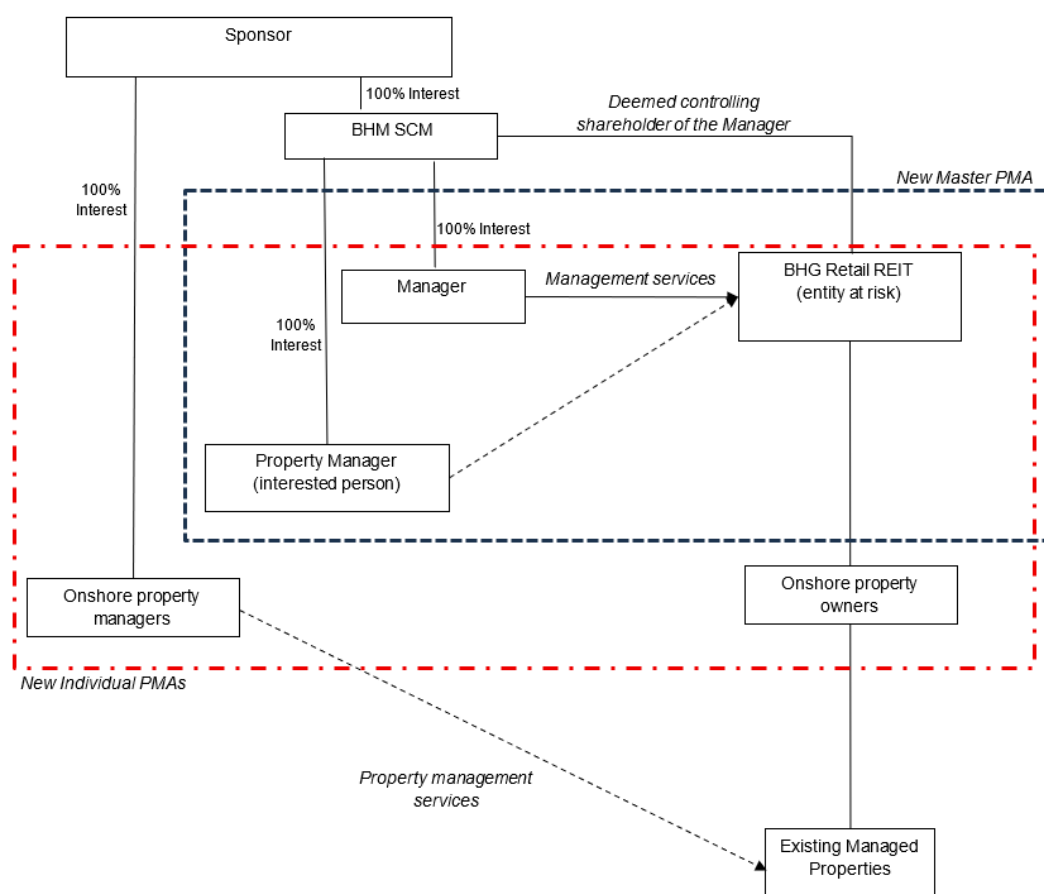 Sponsor
100% Interest
BHM SCM
Deemed controlling
shareholder of the Manager
100%
Interest
New Master PMA
100% Interest
Manager
Management services
BHG Retail REIT
(entity at risk)
100%
Interest
Property Manager
(interested person)
Onshore property
managers
Onshore property
owners
New Individual PMAs
Property management
services
Existing Managed
Properties